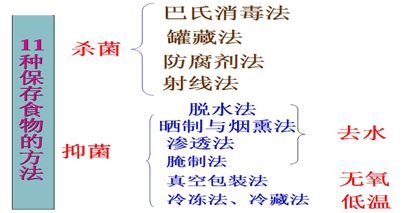 11种保存食物的方法
杀菌
巴氏消毒法
罐藏法
防腐剂法
射线法
抑菌
脱水法
晒制与烟熏法
渗透法
腌制法
去水
真空包装法
无氧
冷冻法、冷藏法
低温